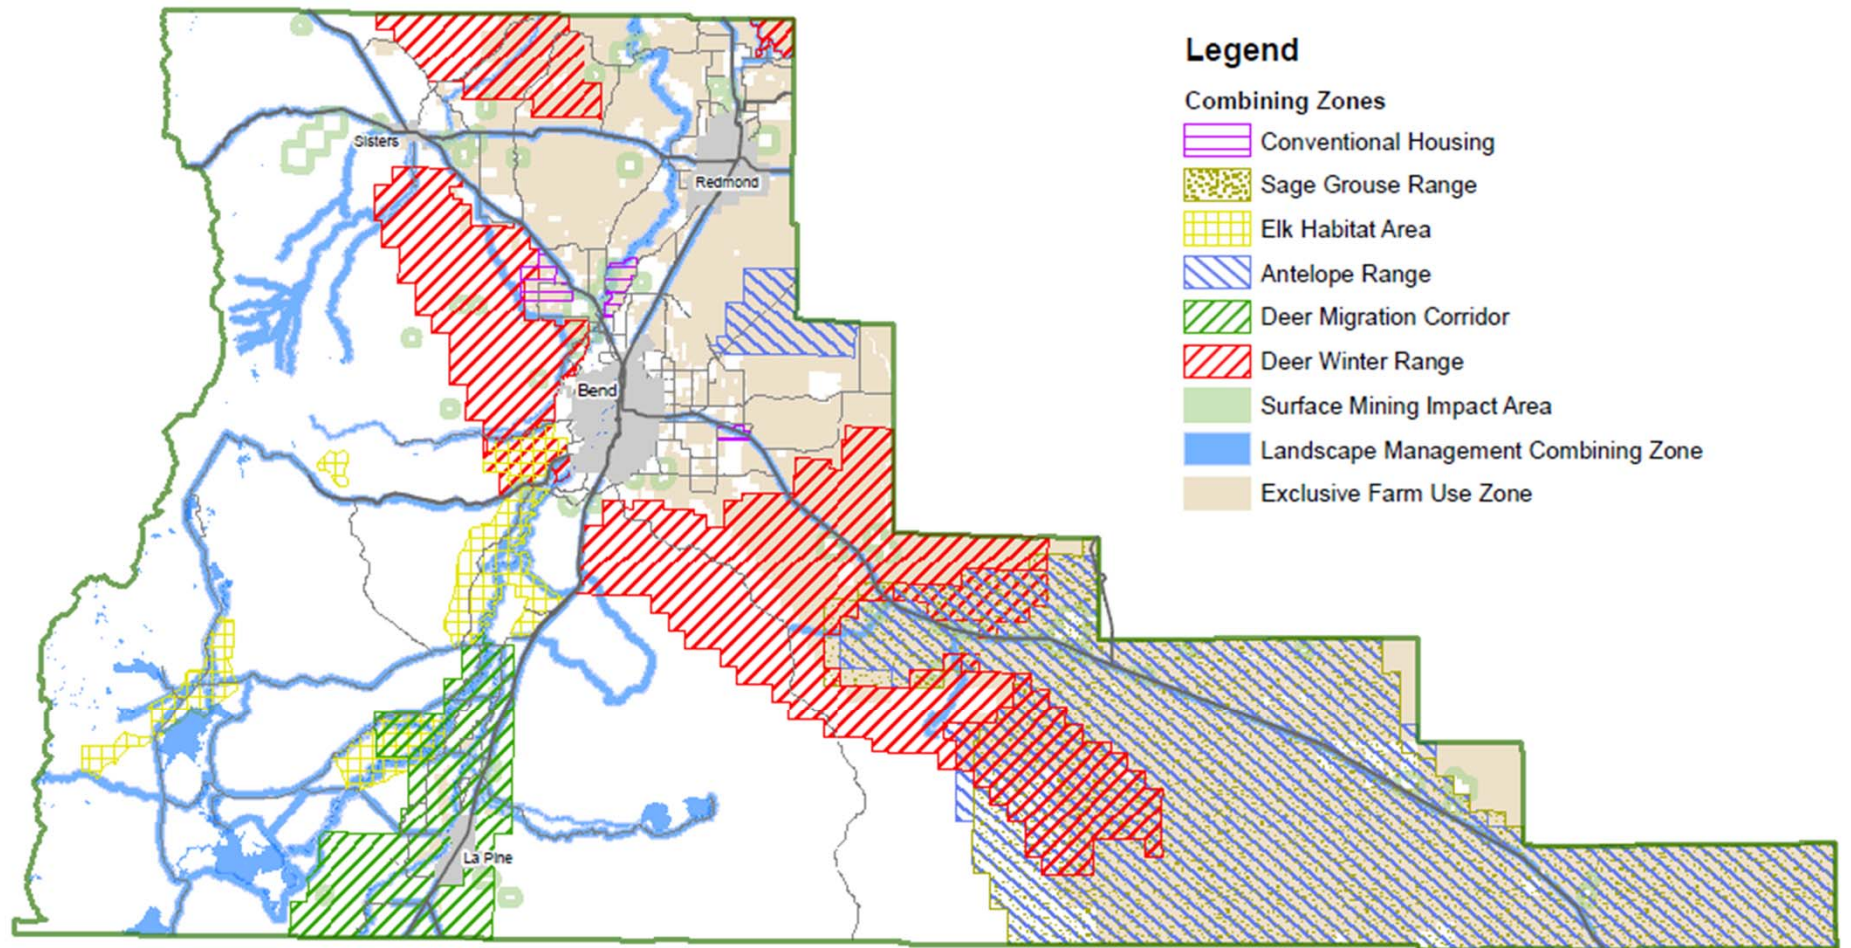 Legend
Combining Zones
Conventional Housing
Sage Grouse Range
Elk Habitat Area
Antelope Range
Deer Migration Corridor
Deer Winter Range
Surface Mining Impact Area
Landscape Management Combining Zone
Exclusive Farm Use Zone
Sisters
Redmond
Bend
La Pine